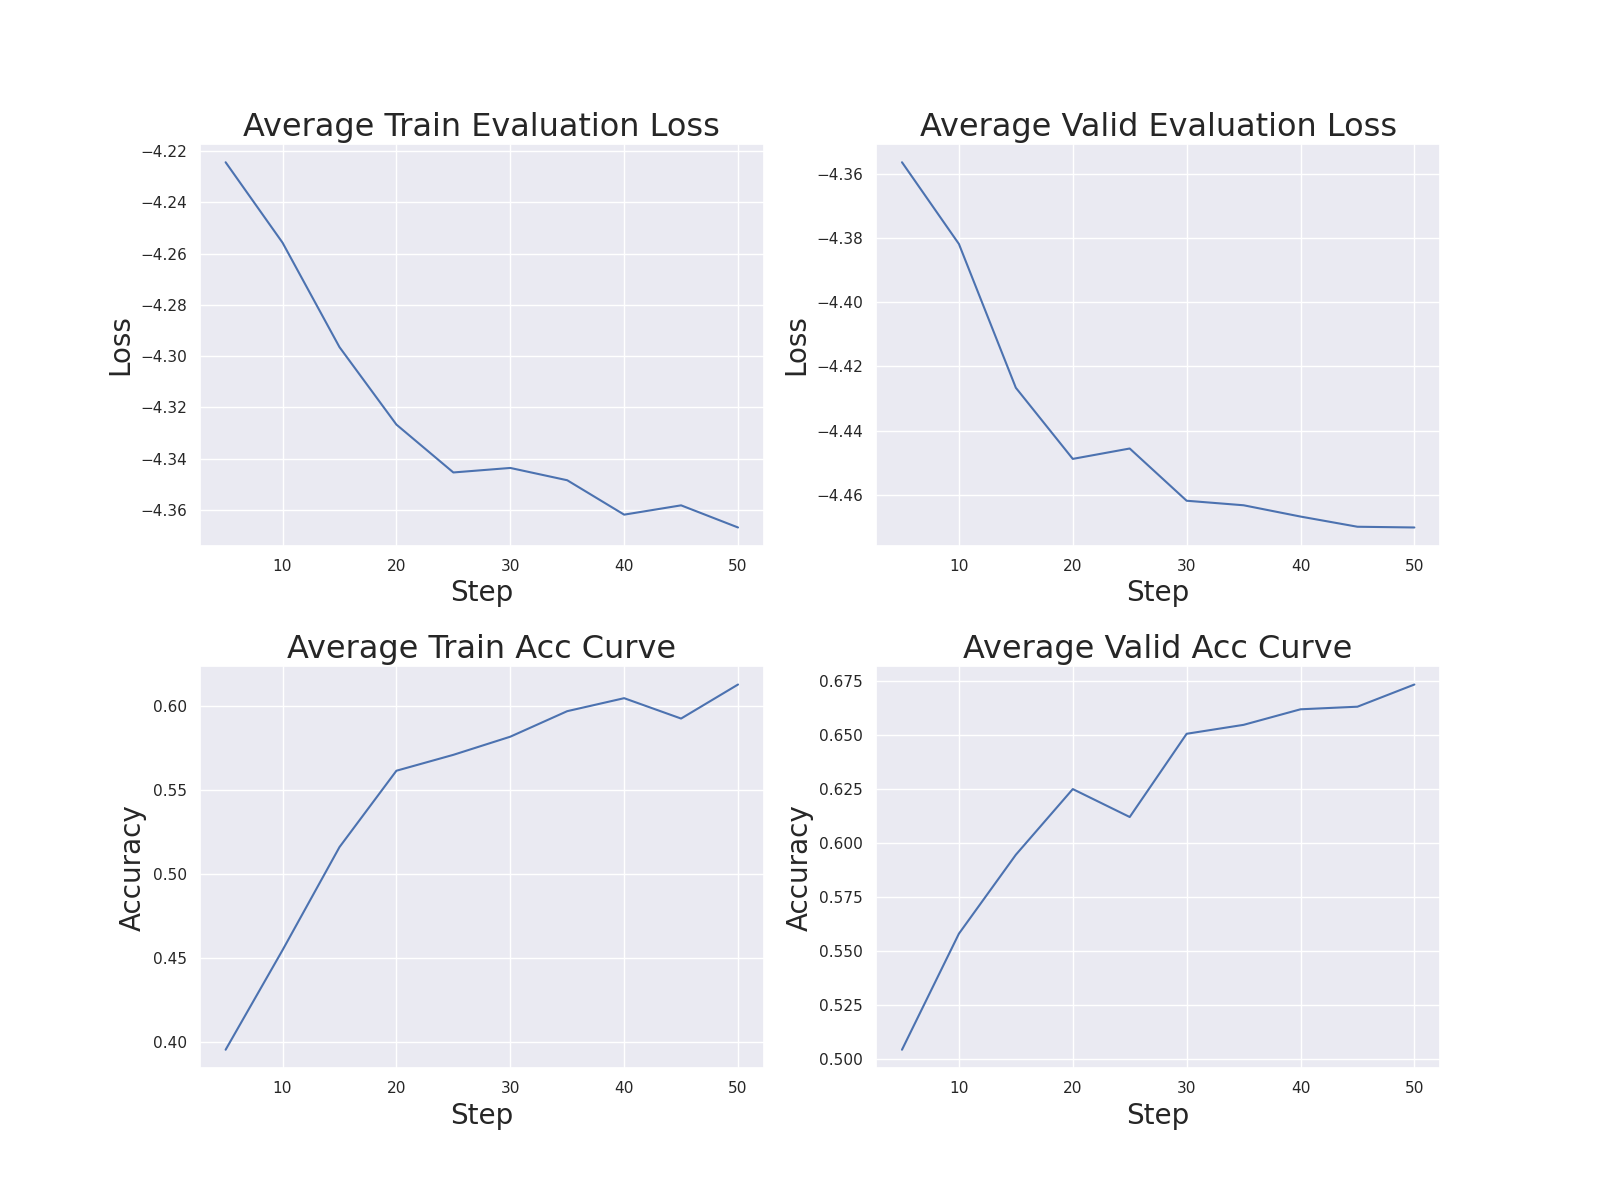 Average Train Evaluation Loss
−4.22
−4.24
−4.26
−4.28
−4.30
−4.32
−4.34
−4.36
Loss
10 20 30 40 50
Step
Average Valid Evaluation Loss
−4.36
−4.38
−4.40
−4.42
−4.44
−4.46
Loss
10 20 30 40 50
Step
Average Train Acc Curve
0.60
0.55
0.50
0.45
0.40
Accuracy
10 20 30 40 50
Step
Average Valid Acc Curve
0.675
0.650
0.625
0.600
0.575
0.550
0.525
0.500
Accuracy
10 20 30 40 50
Step